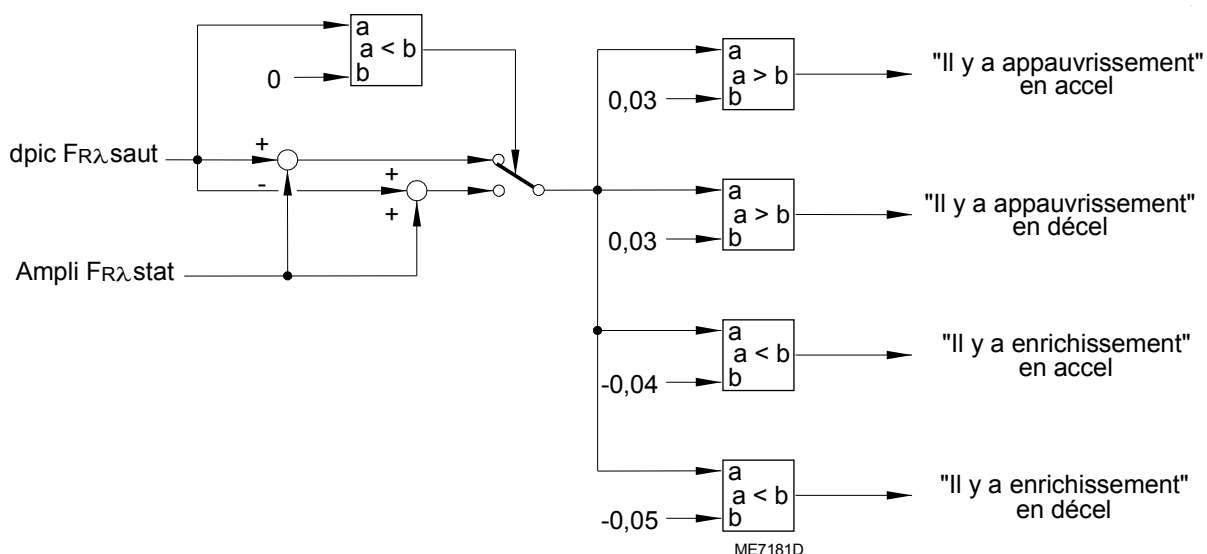 a
a < b
b
0
dpic FRλsaut
+
-
+
+
Ampli FRλstat
a
a > b
b
0,03
"Il y a appauvrissement"
en accel
a
a > b
b
0,03
"Il y a appauvrissement"
en décel
a
a < b
b
-0,04
"Il y a enrichissement"
en accel
a
a < b
b
-0,05
"Il y a enrichissement"
en décel
ME7181D